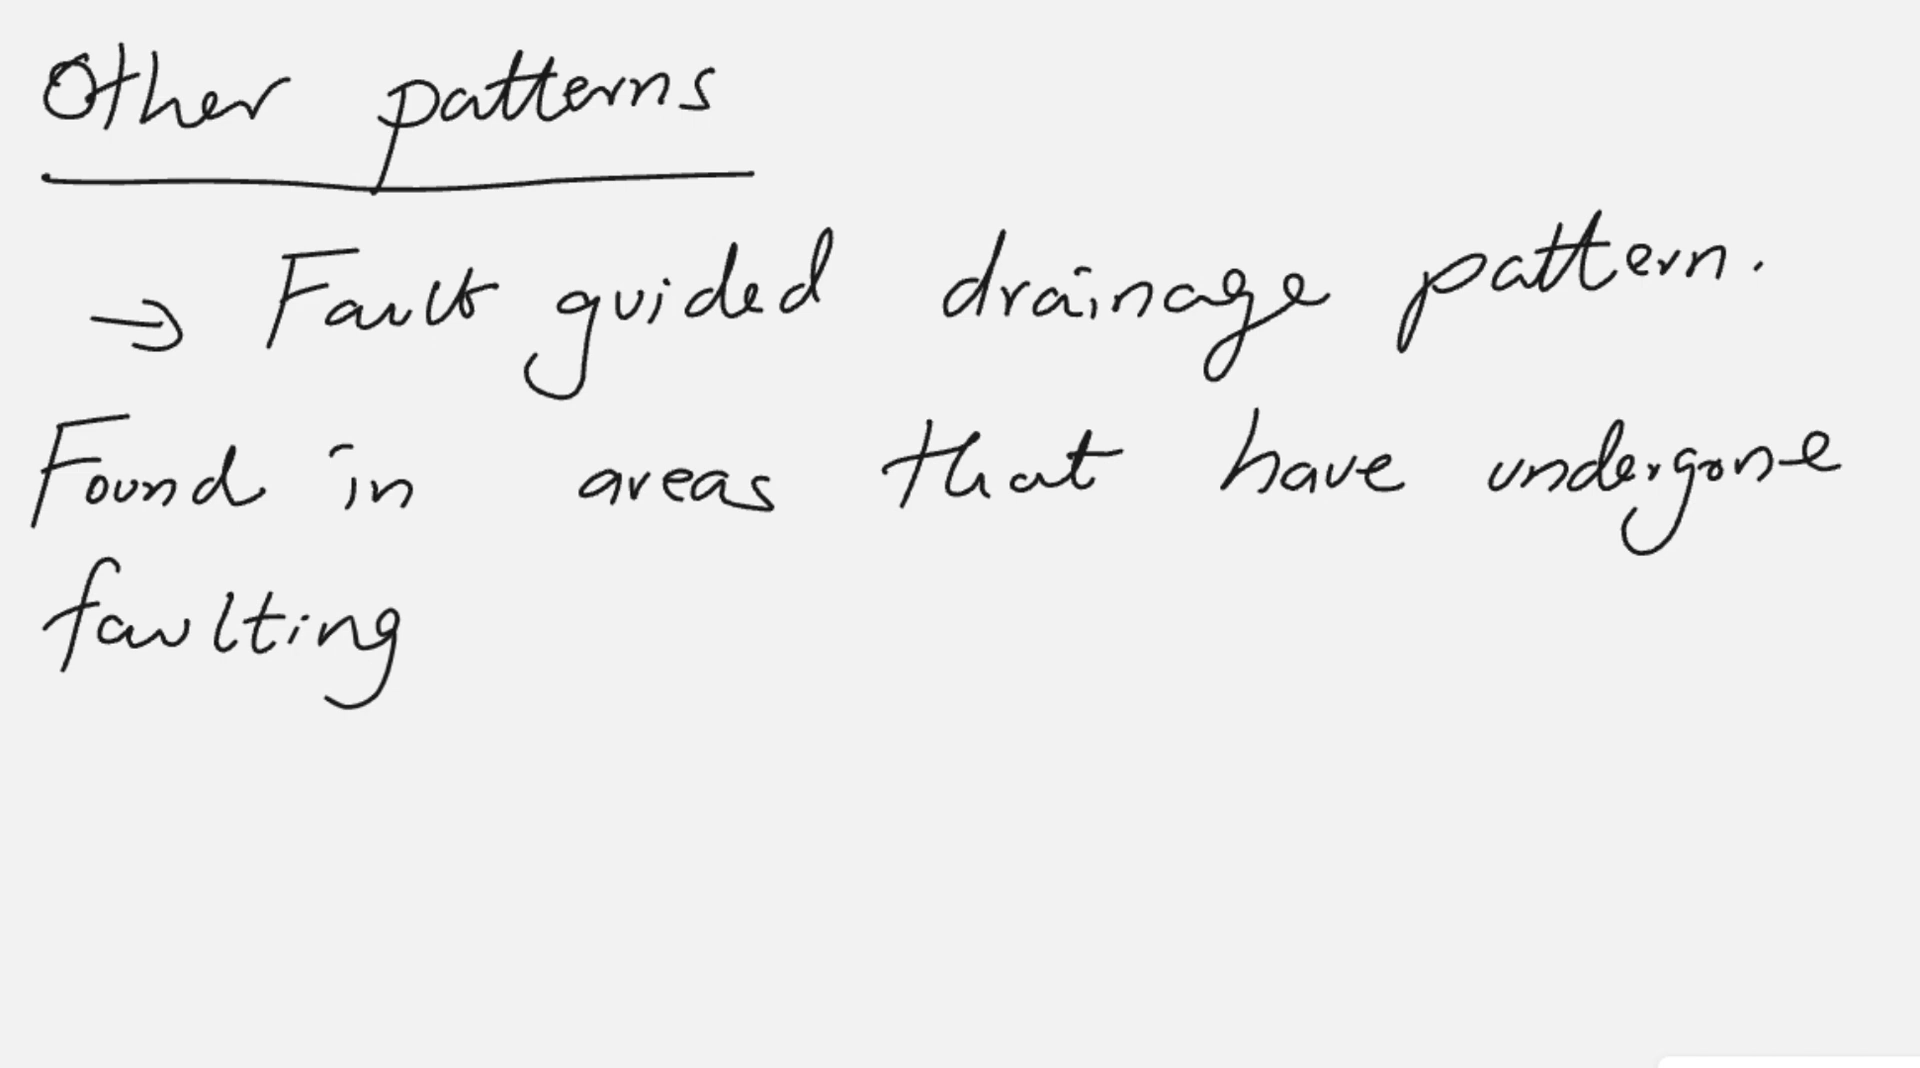 Other patterns
→ Fault guided drainage pattern.
Found in areas that have undergone
faulting